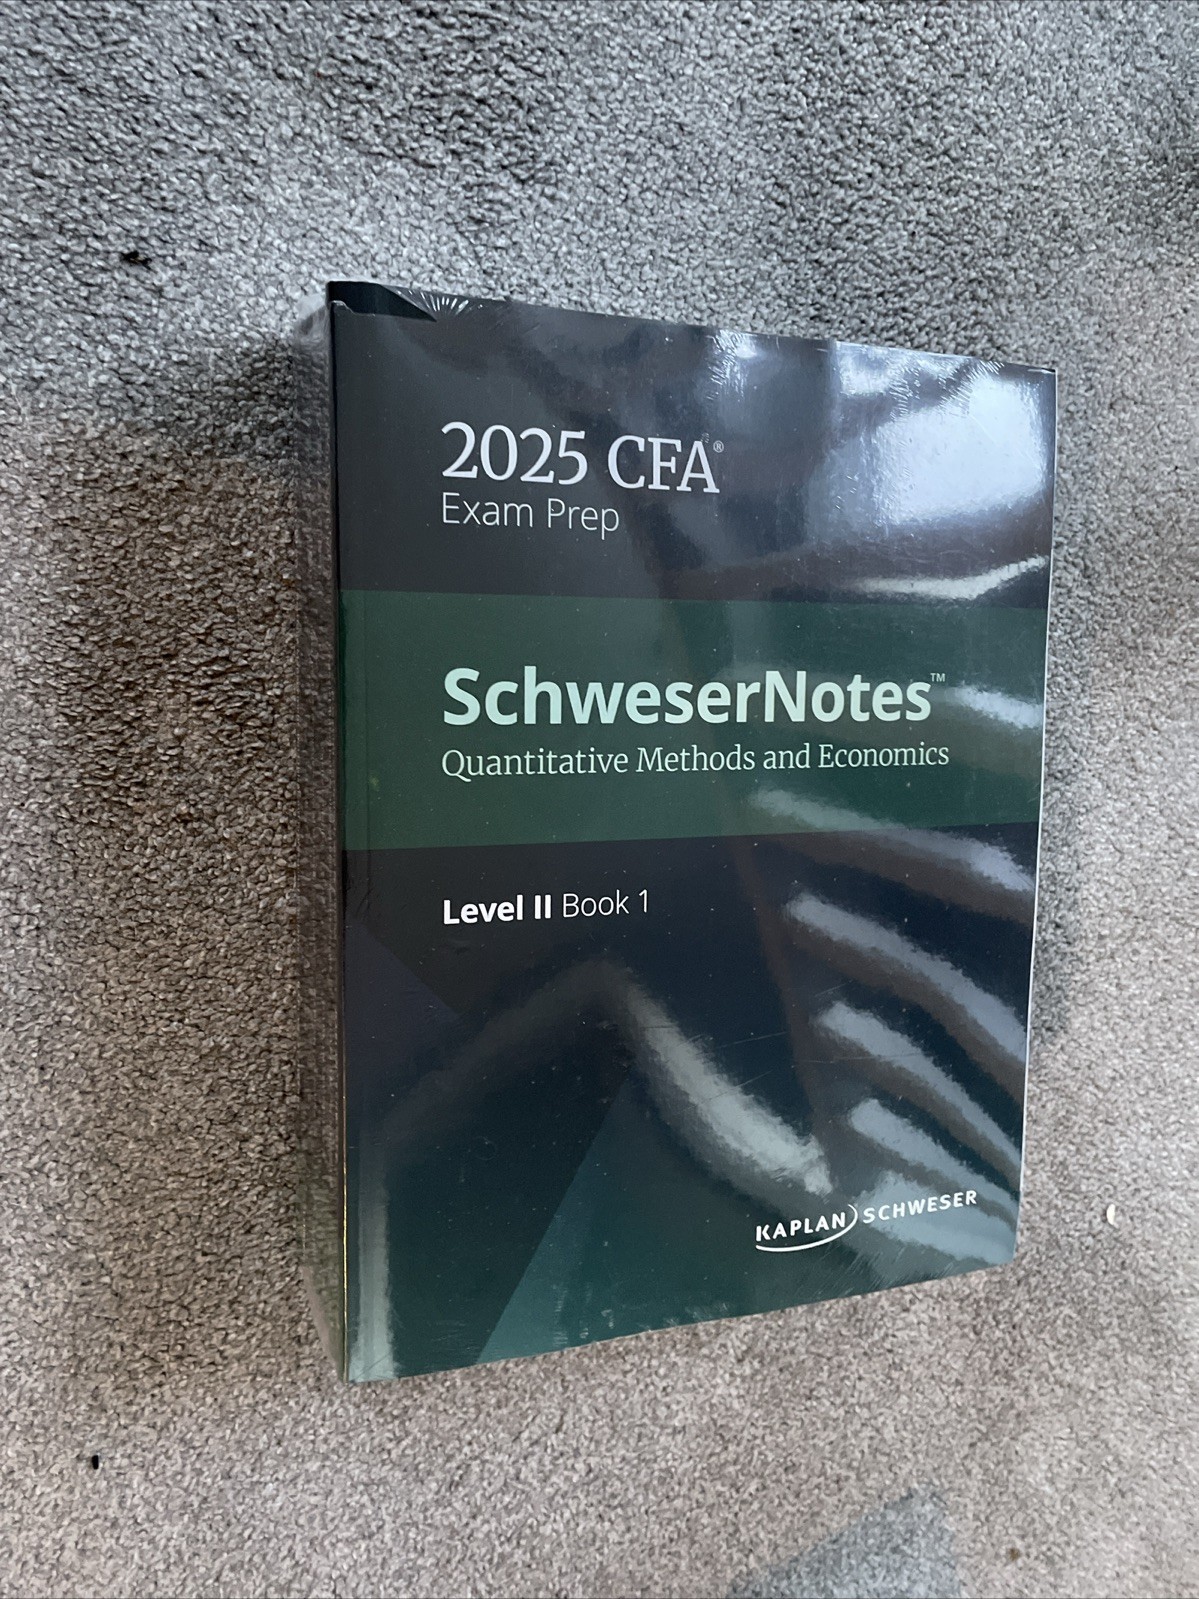 2025 CFA®
Exam Prep
SchweserNotes™
Quantitative Methods and Economics
Level II Book 1
KAPLAN SCHWESER